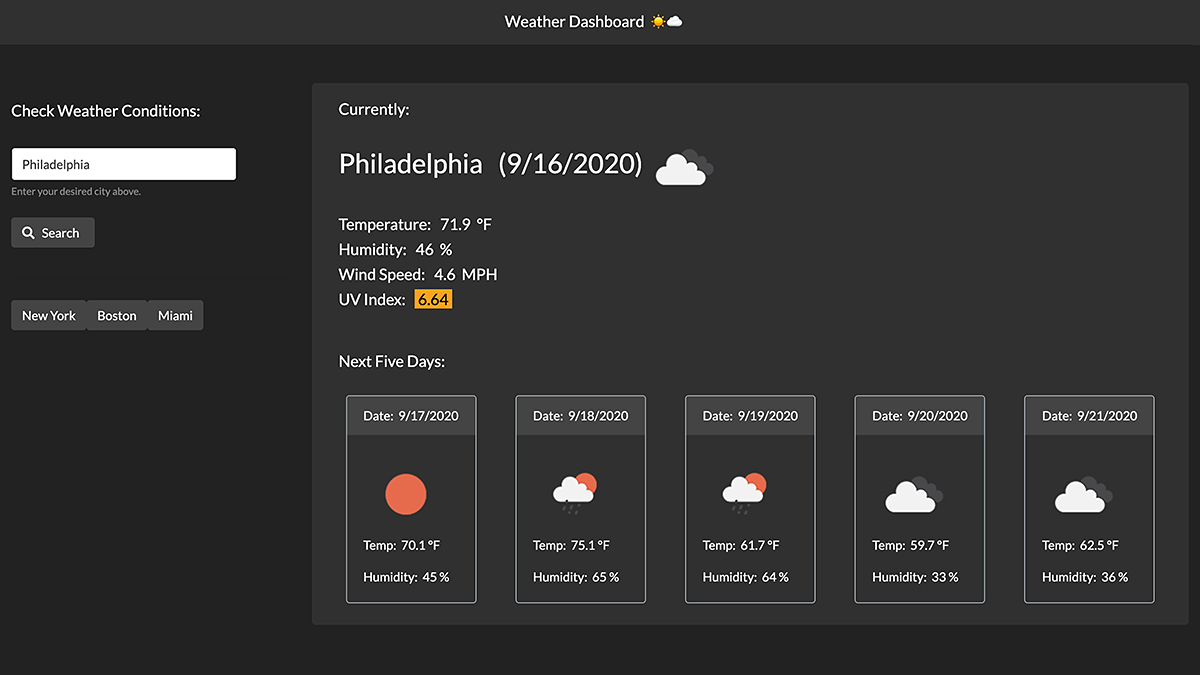 Weather Dashboard ☀️☁️
Check Weather Conditions:
Philadelphia
Enter your desired city above.
Search
New York Boston Miami
Currently:
Philadelphia (9/16/2020)
Temperature: 71.9 °F
Humidity: 46 %
Wind Speed: 4.6 MPH
UV Index: 6.64
Next Five Days:
Date: 9/17/2020
Temp: 70.1 °F
Humidity: 45 %
Date: 9/18/2020
Temp: 75.1 °F
Humidity: 65 %
Date: 9/19/2020
Temp: 61.7 °F
Humidity: 64 %
Date: 9/20/2020
Temp: 59.7 °F
Humidity: 33 %
Date: 9/21/2020
Temp: 62.5 °F
Humidity: 36 %